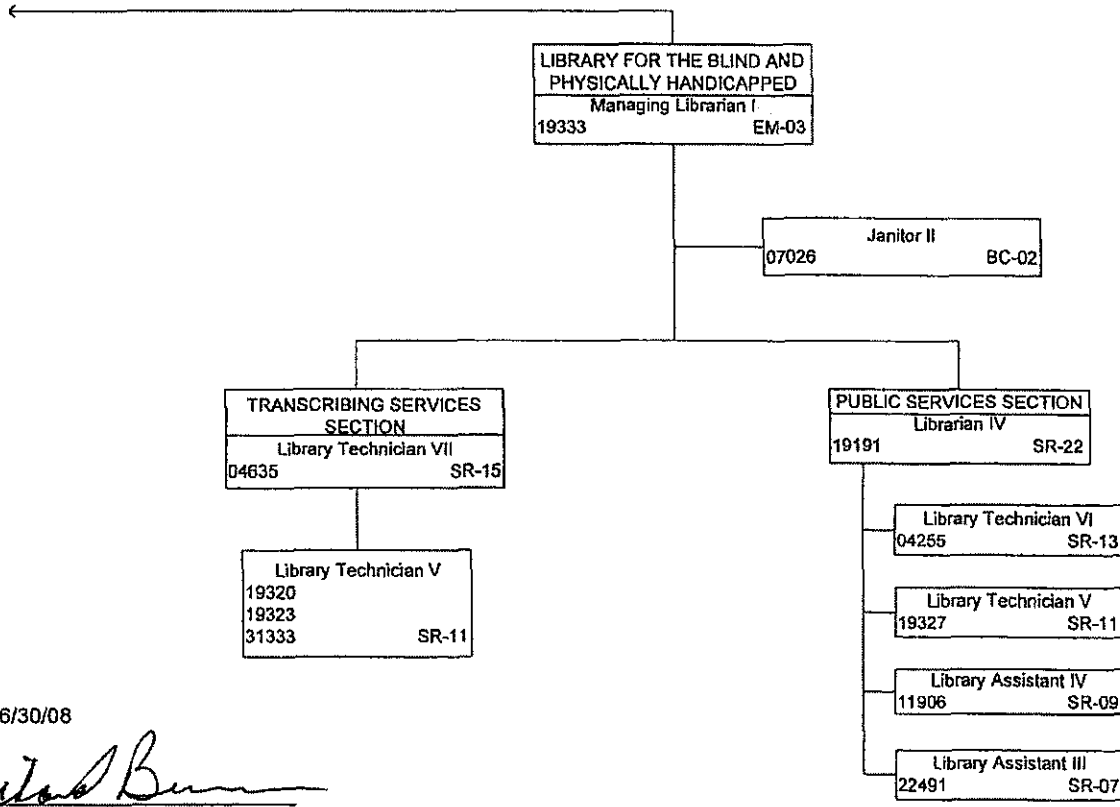 LIBRARY FOR THE BLIND AND
PHYSICALLY HANDICAPPED
Managing Librarian I
19333 EM-03
Janitor II
07026 BC-02
TRANSCRIBING SERVICES
SECTION
Library Technician VII
04635 SR-15
Library Technician V
19320
19323
31333 SR-11
PUBLIC SERVICES SECTION
Librarian IV
19191 SR-22
Library Technician VI
04255 SR-13
Library Technician V
19327 SR-11
Library Assistant IV
11906 SR-09
Library Assistant III
22491 SR-07
6/30/08